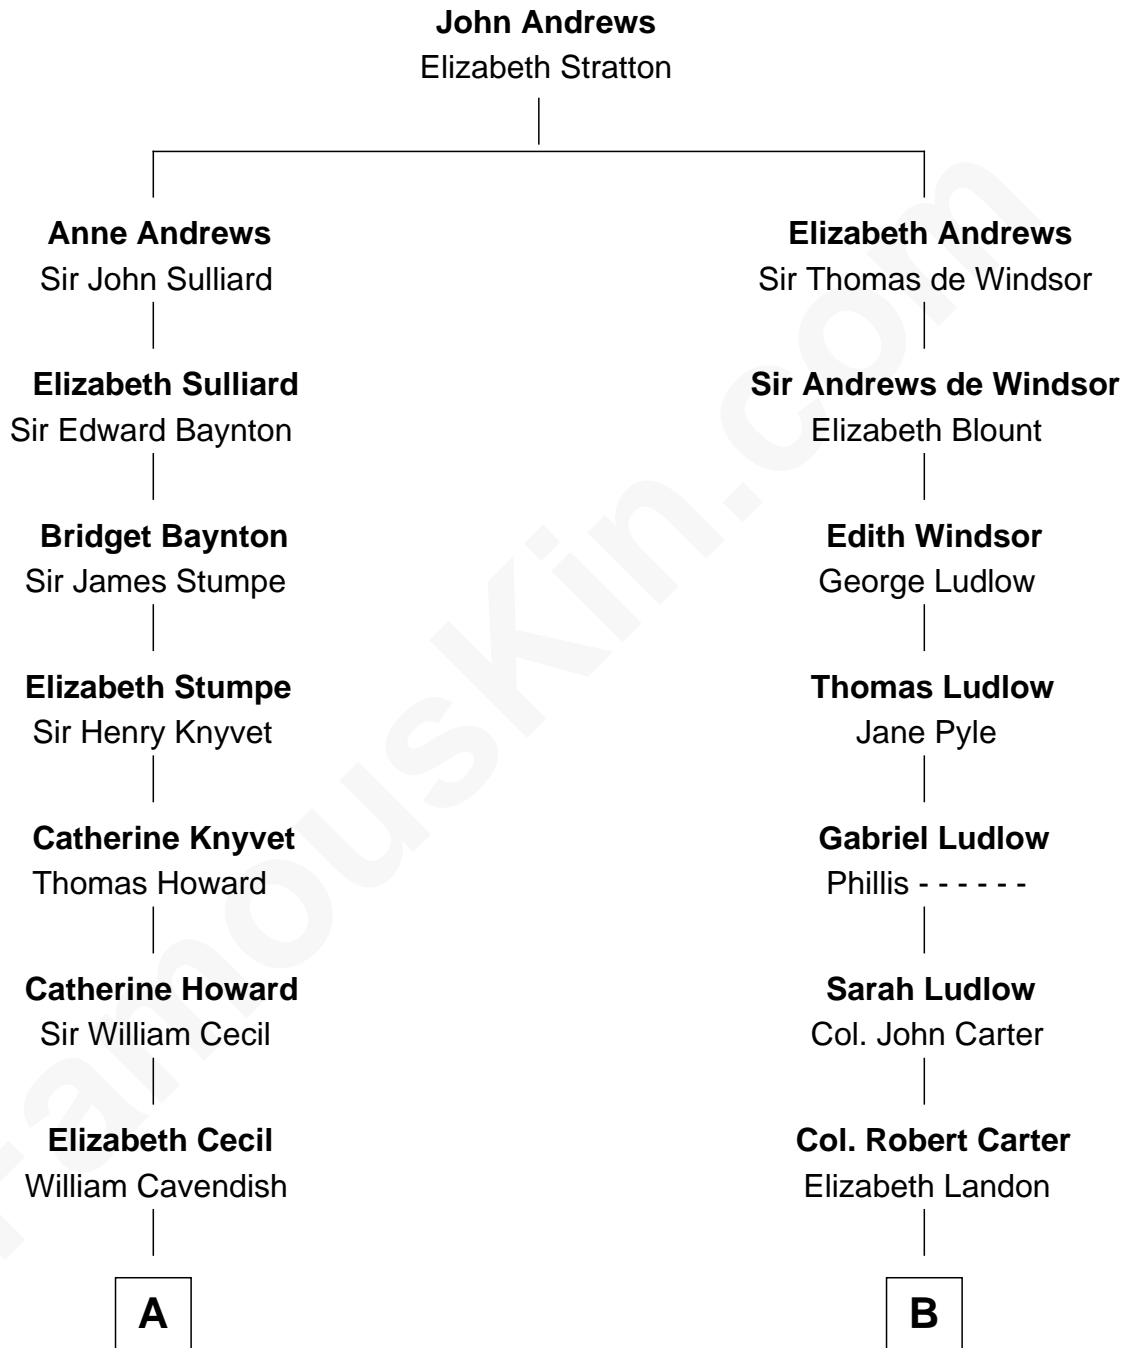 John Andrews
Elizabeth Stratton
Anne Andrews
Sir John Sulliard
Elizabeth Andrews
Sir Thomas de Windsor
Elizabeth Sulliard
Sir Edward Baynton
Sir Andrews de Windsor
Elizabeth Blount
Bridget Baynton
Sir James Stumpe
Edith Windsor
George Ludlow
Elizabeth Stumpe
Sir Henry Knyvet
Thomas Ludlow
Jane Pyle
Catherine Knyvet
Thomas Howard
Gabriel Ludlow
Phillis - - - - - -
Catherine Howard
Sir William Cecil
Sarah Ludlow
Col. John Carter
Elizabeth Cecil
William Cavendish
Col. Robert Carter
Elizabeth Landon
A
B
FamousKin.com